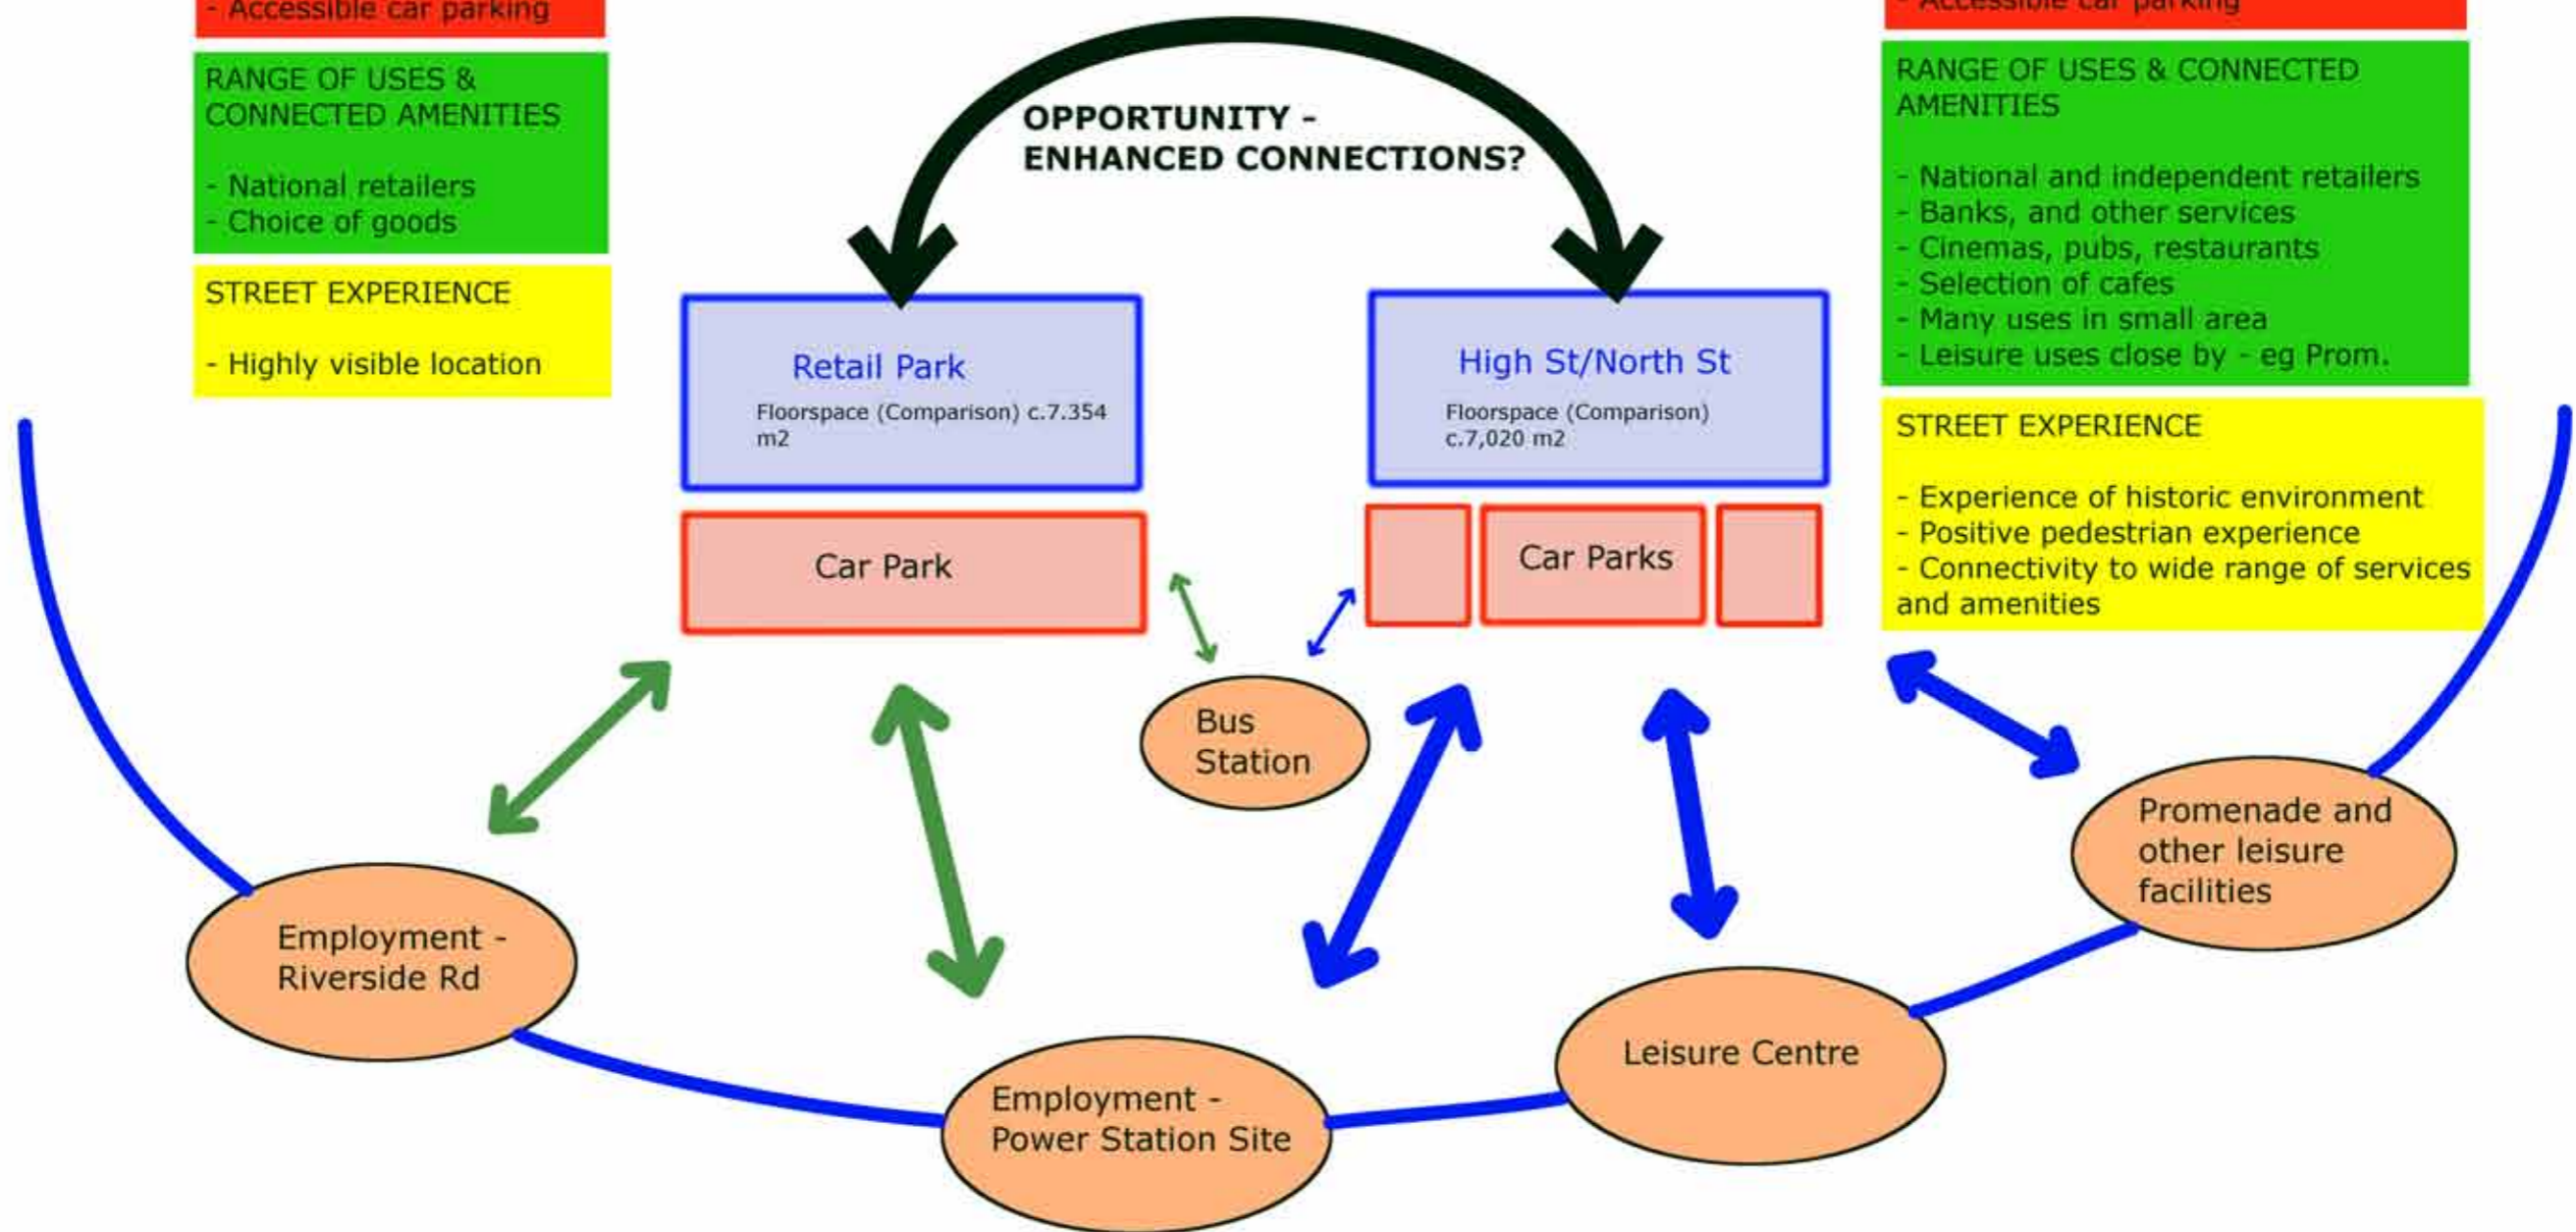 - Accessible car parking
RANGE OF USES &
CONNECTED AMENITIES
- National retailers
- Choice of goods
STREET EXPERIENCE
- Highly visible location
OPPORTUNITY -
ENHANCED CONNECTIONS?
Retail Park
Floorspace (Comparison) c.7.354
m2
Car Park
High St/North St
Floorspace (Comparison)
c.7,020 m2
Car Parks
- Accessible car parking
RANGE OF USES & CONNECTED
AMENITIES
- National and independent retailers
- Banks, and other services
- Cinemas, pubs, restaurants
- Selection of cafes
- Many uses in small area
- Leisure uses close by - eg Prom.
STREET EXPERIENCE
- Experience of historic environment
- Positive pedestrian experience
- Connectivity to wide range of services
and amenities
Bus
Station
Employment -
Riverside Rd
Employment -
Power Station Site
Leisure Centre
Promenade and
other leisure
facilities